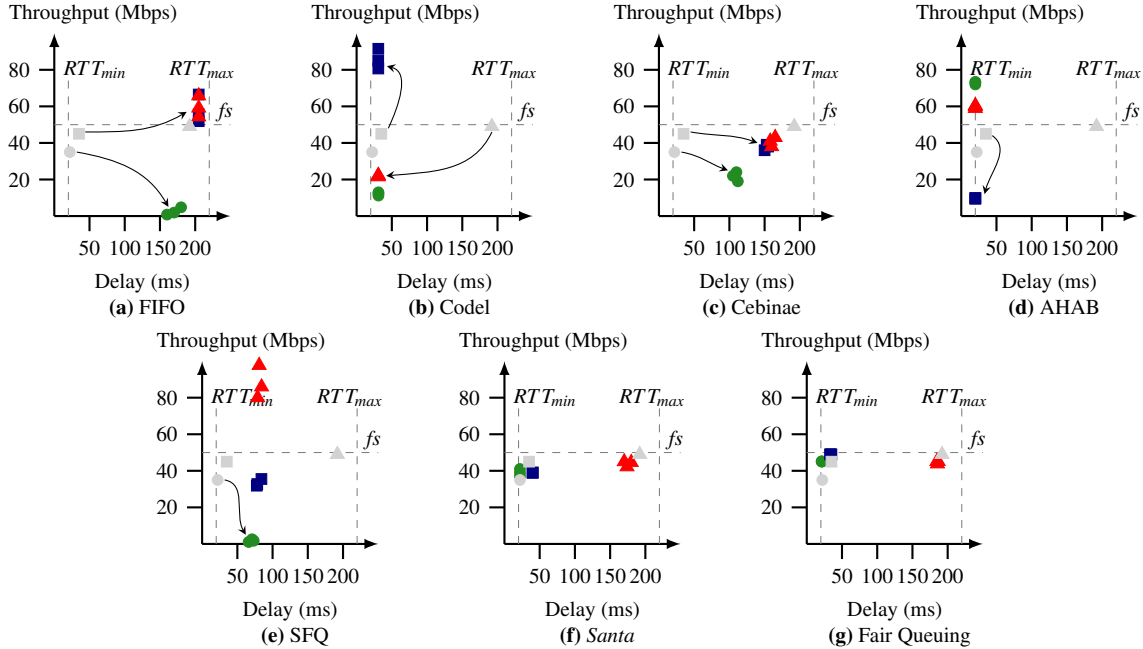 Throughput (Mbps)
RTTmin
RTTmax
fs
80
60
40
20
50 100 150 200
Delay (ms)
(a) FIFO
Throughput (Mbps)
RTTmin
RTTmax
fs
80
60
40
20
50 100 150 200
Delay (ms)
(b) Codel
Throughput (Mbps)
RTTmin
RTTmax
fs
80
60
40
20
50 100 150 200
Delay (ms)
(c) Cebinae
Throughput (Mbps)
RTTmin
RTTmax
fs
80
60
40
20
50 100 150 200
Delay (ms)
(d) AHAB
Throughput (Mbps)
RTTmin
RTTmax
fs
80
60
40
20
50 100 150 200
Delay (ms)
(e) SFQ
Throughput (Mbps)
RTTmin
RTTmax
fs
80
60
40
20
50 100 150 200
Delay (ms)
(f) Santa
Throughput (Mbps)
RTTmin
RTTmax
fs
80
60
40
20
50 100 150 200
Delay (ms)
(g) Fair Queuing